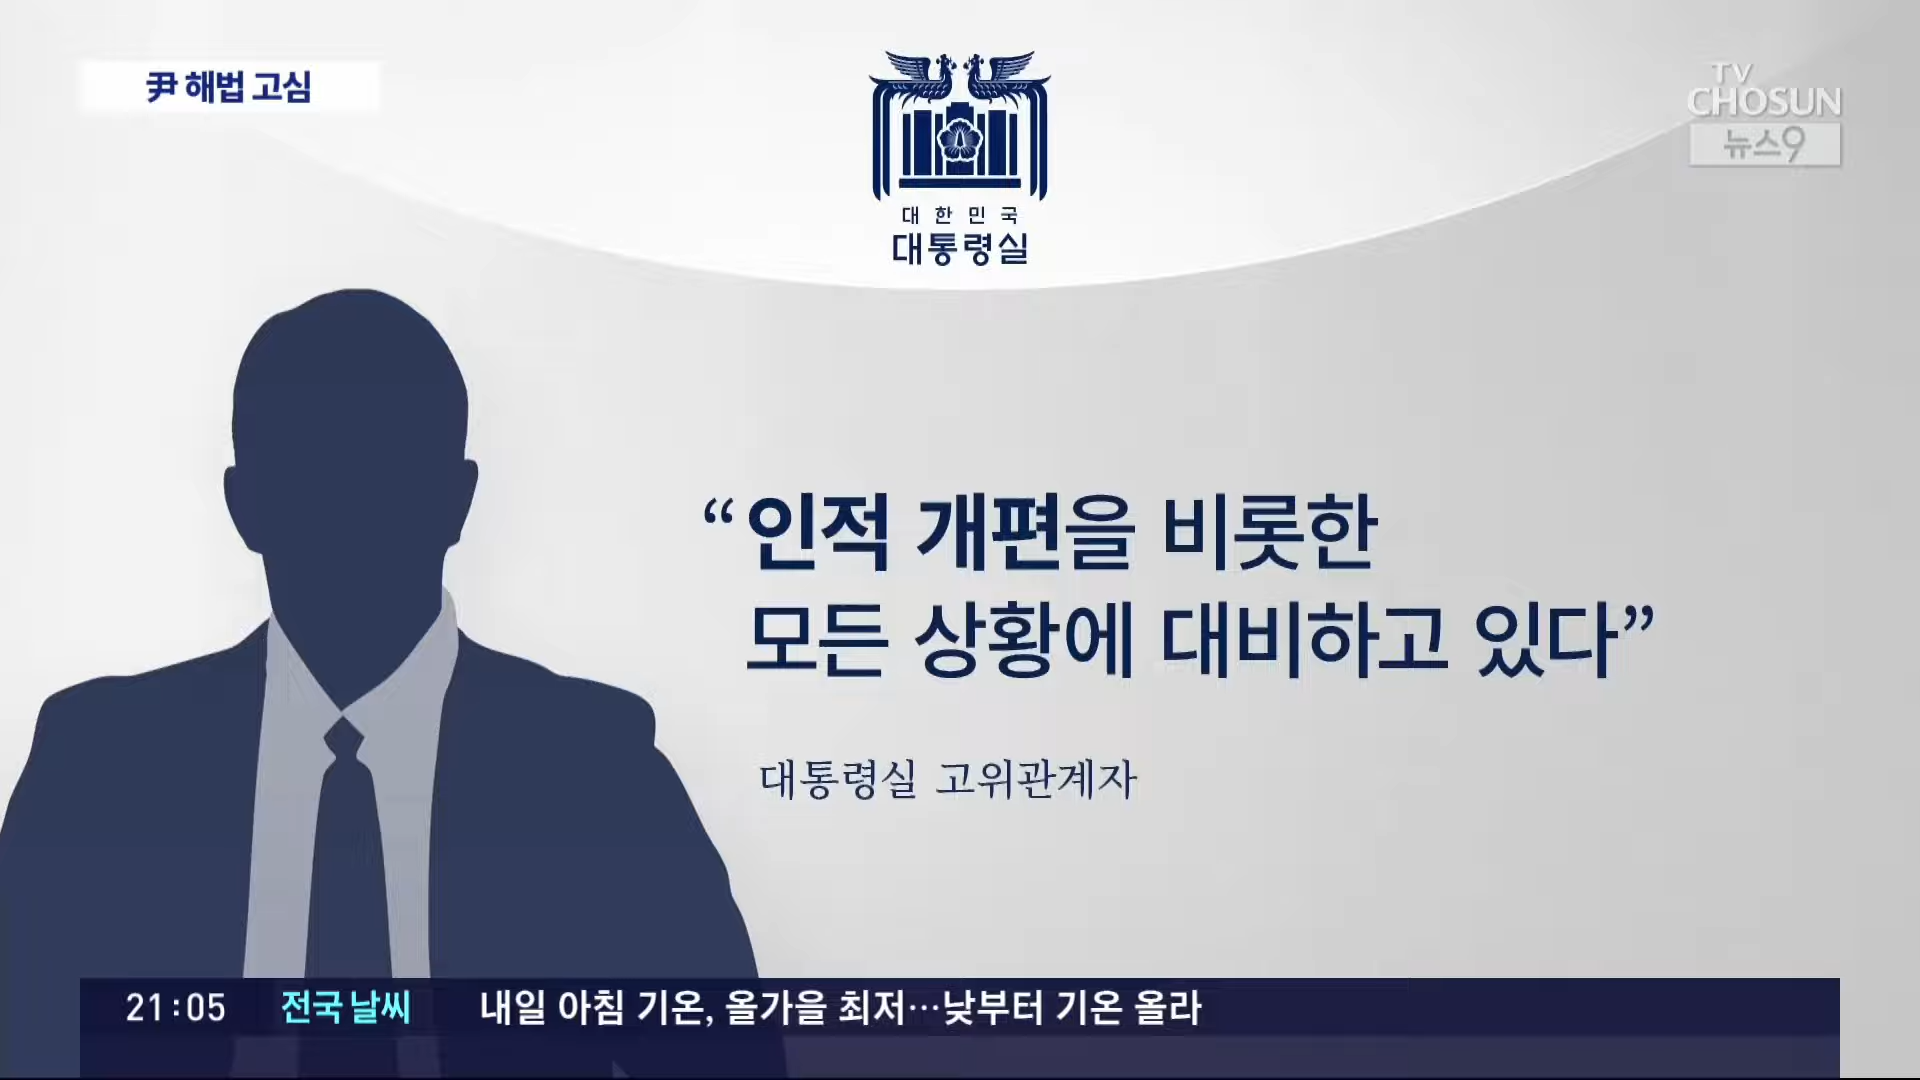 尹 해법 고심
TV
CHOSUN
뉴스9
대한민국
대통령실
“인적 개편을 비롯한
모든 상황에 대비하고 있다”
대통령실 고위관계자
21:05 전국 날씨 내일 아침 기온, 올가을 최저…낮부터 기온 올라